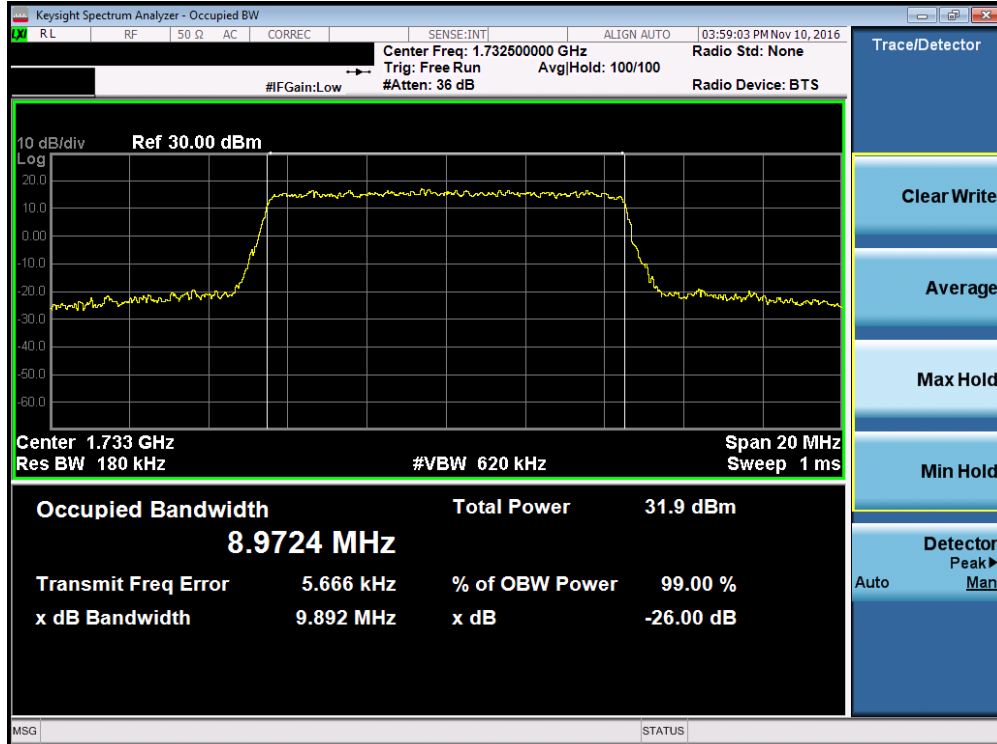 Keysight Spectrum Analyzer - Occupied BW
LXI RL RF 50 Ω AC CORREC SENSE:INT ALIGN AUTO 03:59:03 PM Nov 10, 2016
Center Freq: 1.732500000 GHz Radio Std: None
Trig: Free Run Avg|Hold: 100/100
#IFGain:Low #Atten: 36 dB Radio Device: BTS
10 dB/div Ref 30.00 dBm
Log
20.0
10.0
0.00
-10.0
-20.0
-30.0
-40.0
-50.0
-60.0
Center 1.733 GHz Span 20 MHz
Res BW 180 kHz #VBW 620 kHz Sweep 1 ms
Occupied Bandwidth Total Power 31.9 dBm
8.9724 MHz
Transmit Freq Error 5.666 kHz % of OBW Power 99.00 %
x dB Bandwidth 9.892 MHz x dB -26.00 dB
MSG STATUS
Trace/Detector
Clear Write
Average
Max Hold
Min Hold
Detector
Peak▶
Auto Man